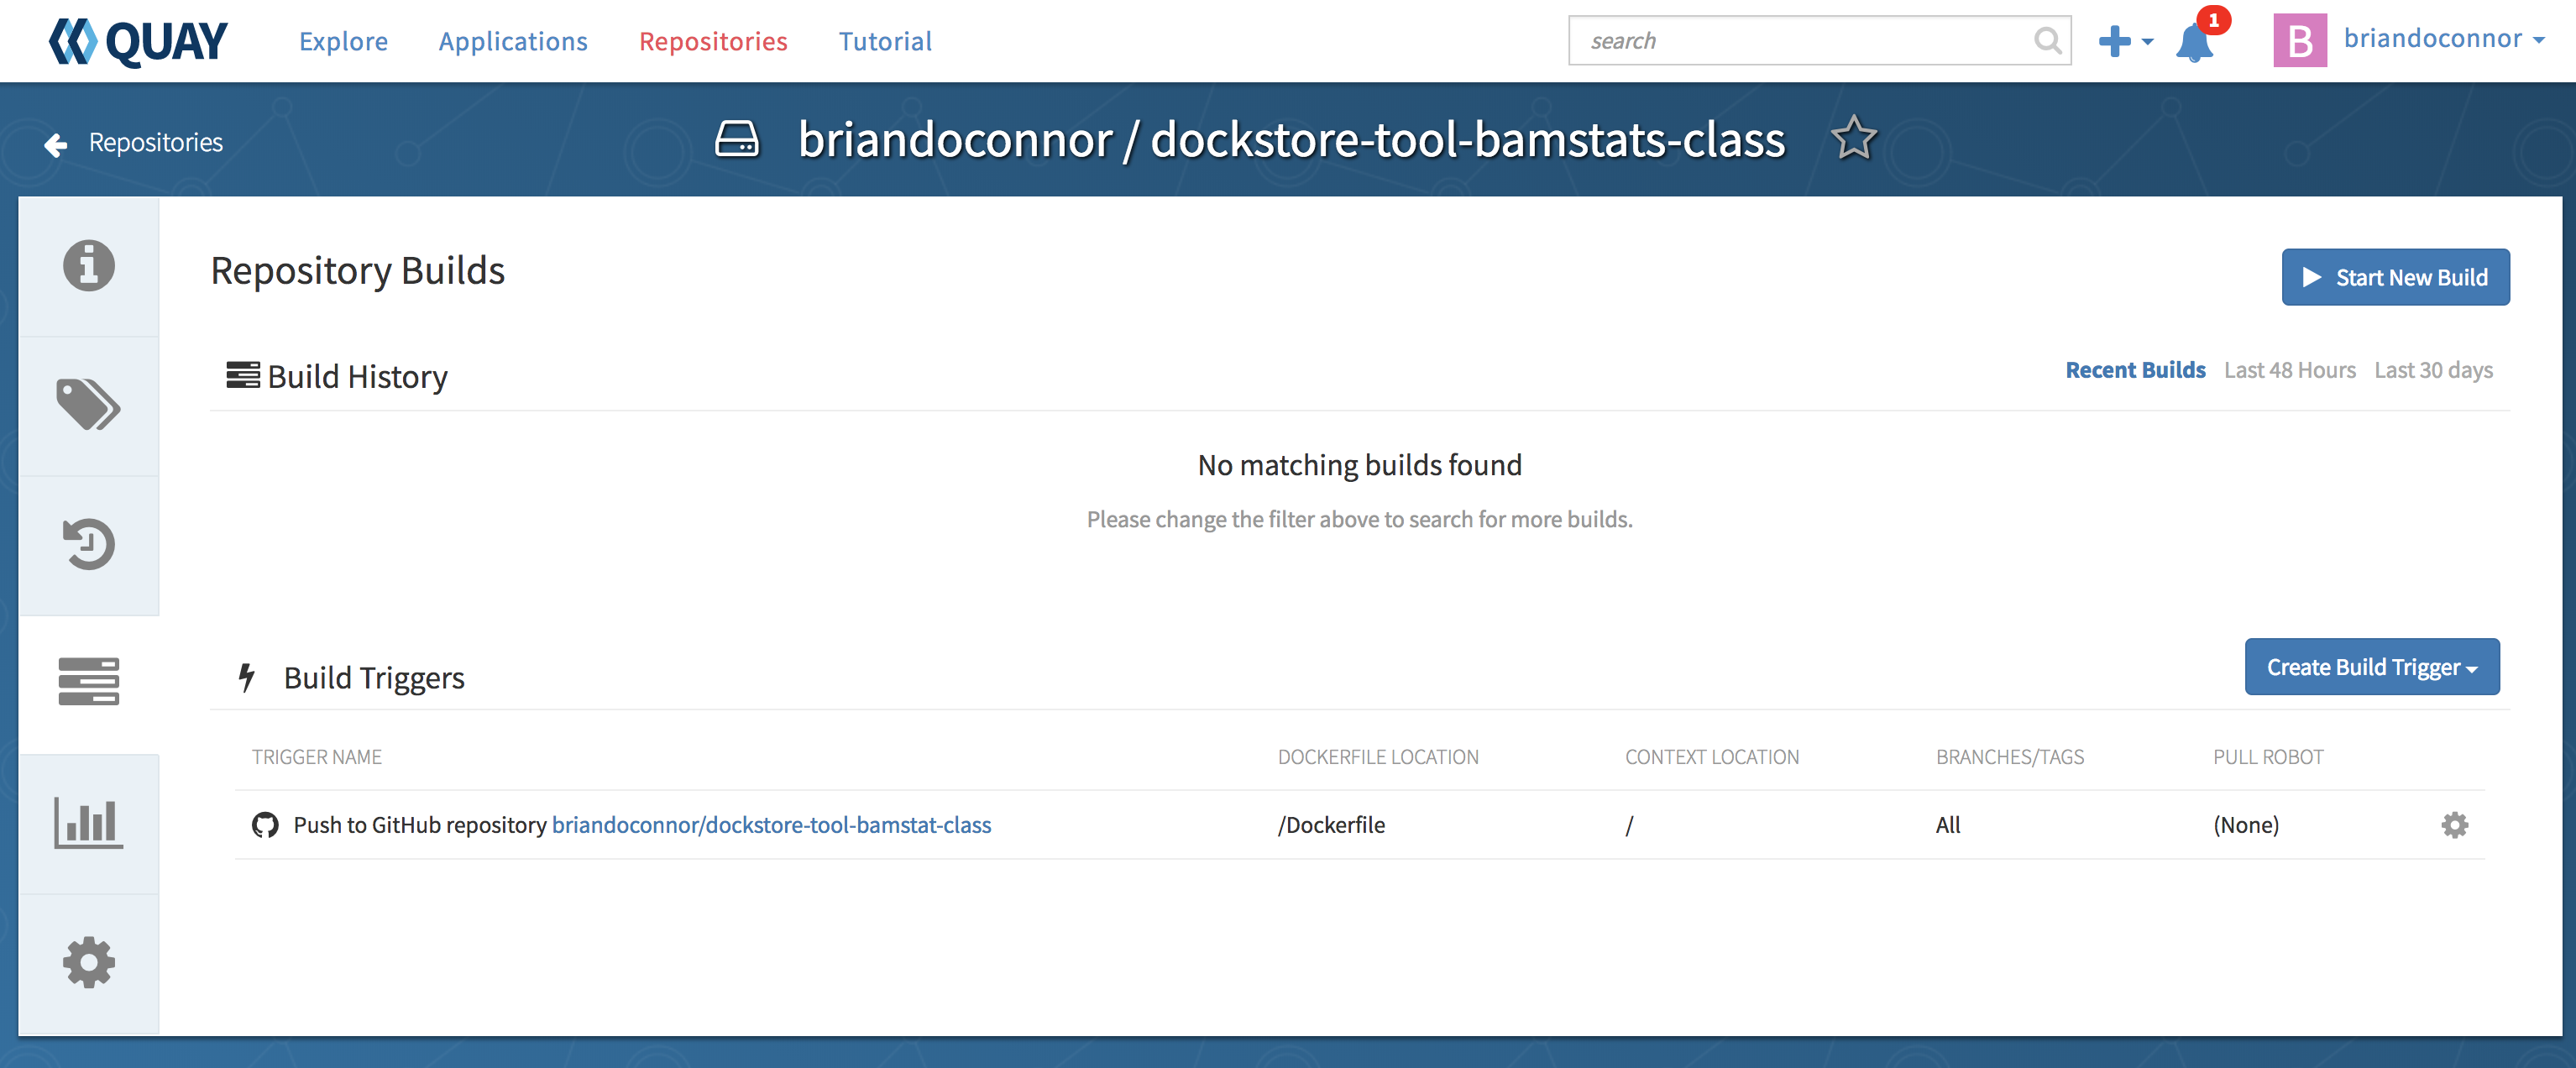 QUAY Explore Applications Repositories Tutorial search 1 B briandoconnor
Repositories briandoconnor / dockstore-tool-bamstats-class
Repository Builds Start New Build
Build History Recent Builds Last 48 Hours Last 30 days
No matching builds found
Please change the filter above to search for more builds.
Build Triggers Create Build Trigger
TRIGGER NAME DOCKERFILE LOCATION CONTEXT LOCATION BRANCHES/TAGS PULL ROBOT
Push to GitHub repository briandoconnor/dockstore-tool-bamstat-class /Dockerfile / All (None)